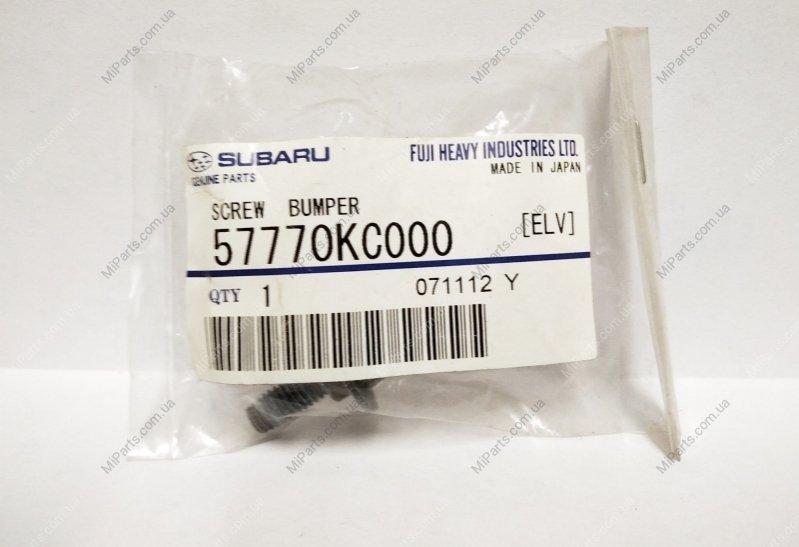 SUBARU
GENUINE PARTS
FUJI HEAVY INDUSTRIES LTD.
MADE IN JAPAN
SCREW BUMPER
57770KC000
[ELV]
QTY 1
071112 Y
MiParts.com.ua